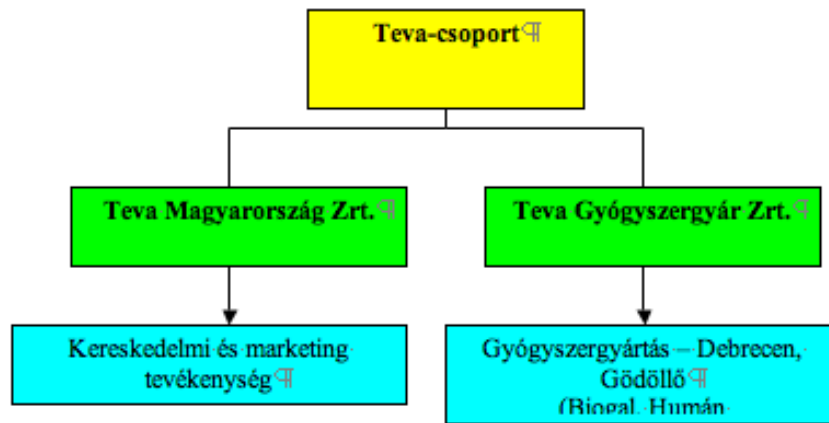 Teva-csoport¶
Teva Magyarország Zrt.¶
Teva Gyógyszergyár Zrt.¶
Kereskedelmi és marketing
tevékenység¶
Gyógyszergyártás – Debrecen,
Gödöllő¶
(Biogal, Humán